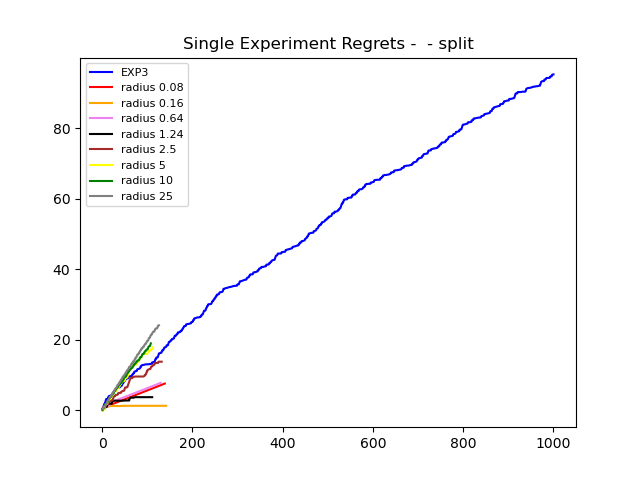 Single Experiment Regrets -  - split
EXP3
radius 0.08
radius 0.16
radius 0.64
radius 1.24
radius 2.5
radius 5
radius 10
radius 25
80
60
40
20
0
0 200 400 600 800 1000